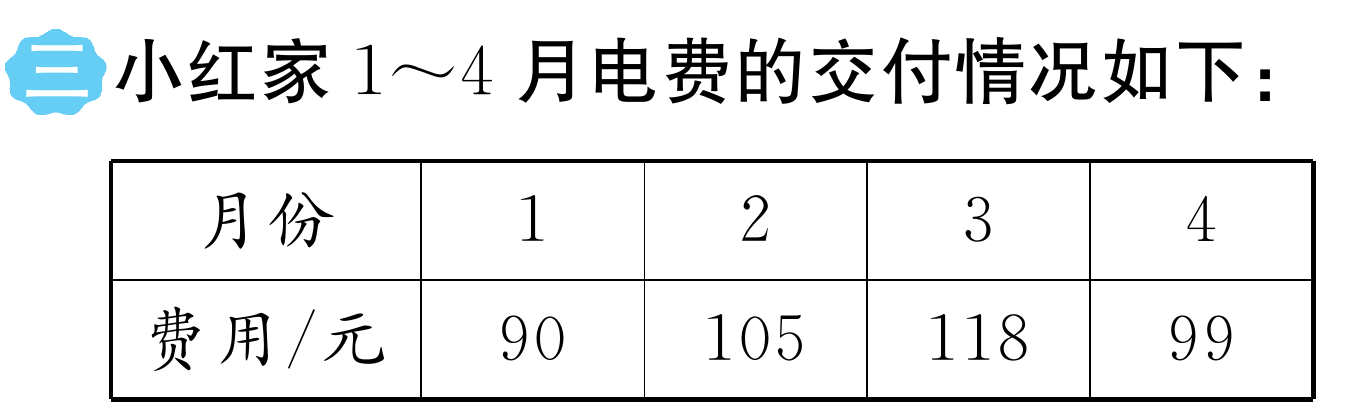 三 小红家 1～4 月电费的交付情况如下：
月份 1 2 3 4
费用/元 90 105 118 99